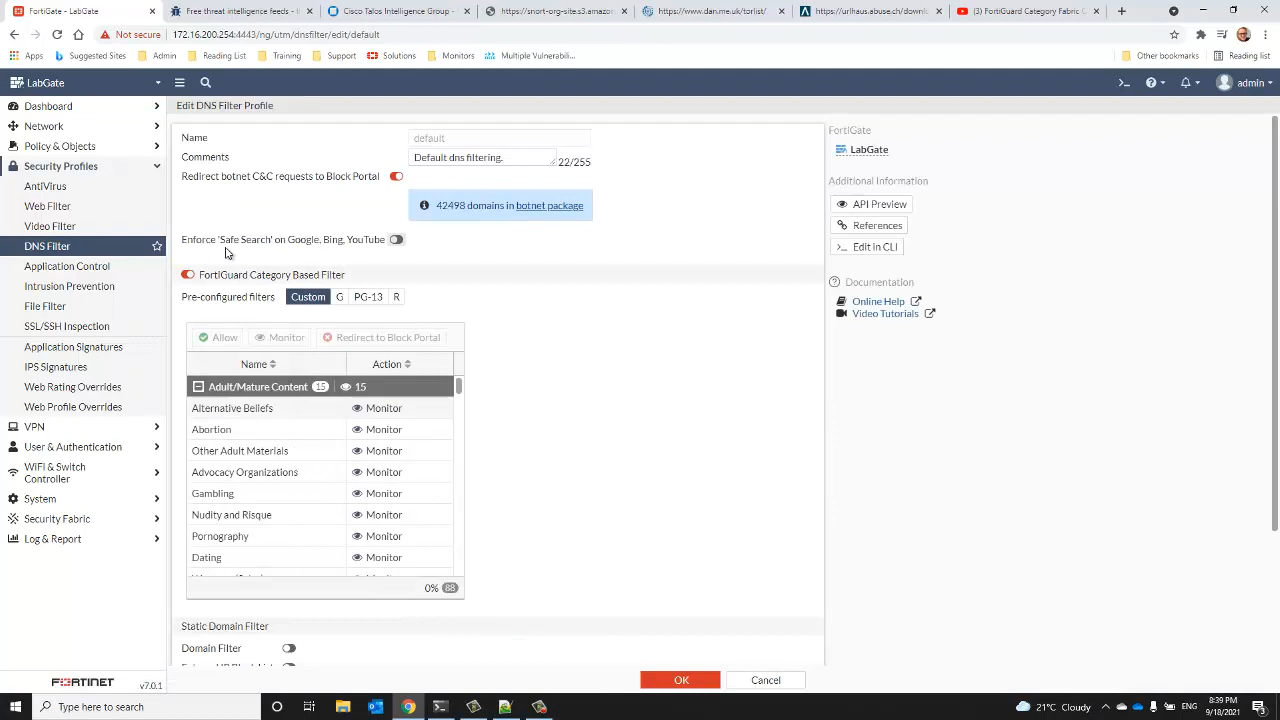 FortiGate - LabGate
Free threat intelligence feeds - t
Cisco Talos Intelligence Group -
https://snort-org-sites.s3.amazon
https://www.dan.me.uk/torlist/
https://urlhaus.abuse.ch/downl
(3) FortiGuard Category Fabric C
Not secure | 172.16.200.254:4443/ng/utm/dnsfilter/edit/default
Apps Suggested Sites Admin Reading List Training Support Solutions Monitors Multiple Vulnerabili... Other bookmarks Reading list
LabGate admin
Dashboard
Network
Policy & Objects
Security Profiles
AntiVirus
Web Filter
Video Filter
DNS Filter
Application Control
Intrusion Prevention
File Filter
SSL/SSH Inspection
Application Signatures
IPS Signatures
Web Rating Overrides
Web Profile Overrides
VPN
User & Authentication
WiFi & Switch
Controller
System
Security Fabric
Log & Report
FORTINET v7.0.1
Edit DNS Filter Profile
Name default
Comments Default dns filtering. 22/255
Redirect botnet C&C requests to Block Portal
42498 domains in botnet package
Enforce 'Safe Search' on Google, Bing, YouTube
FortiGuard Category Based Filter
Pre-configured filters Custom G PG-13 R
Allow Monitor Redirect to Block Portal
Name Action
Adult/Mature Content 15 15
Alternative Beliefs Monitor
Abortion Monitor
Other Adult Materials Monitor
Advocacy Organizations Monitor
Gambling Monitor
Nudity and Risque Monitor
Pornography Monitor
Dating Monitor
0% 88
Static Domain Filter
Domain Filter
OK Cancel
FortiGate
LabGate
Additional Information
API Preview
References
Edit in CLI
Documentation
Online Help
Video Tutorials
Type here to search
21°C Cloudy
8:39 PM
9/18/2021